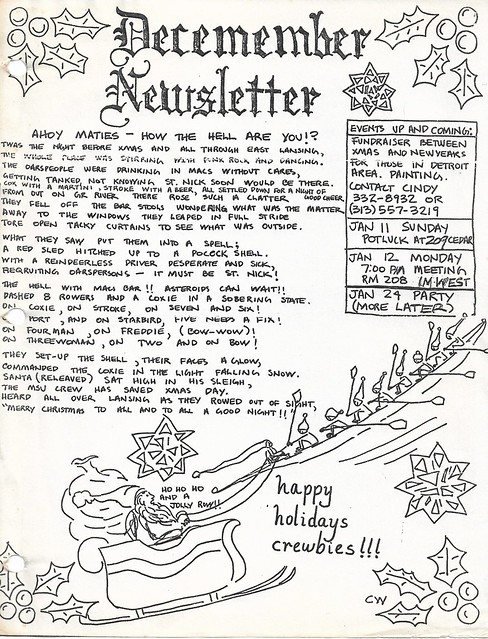 Decemember
Newsletter
AHOY MATIES - HOW THE HELL ARE YOU!?
TWAS THE NIGHT BEFORE XMAS AND ALL THROUGH EAST LANSING,
THE WHOLE PLACE WAS STIRRING WITH PUNK ROCK AND DANCING.
THE OARSPEOPLE WERE DRINKING IN MACS WITHOUT CARES,
GETTING TANKED NOT KNOWING ST. NICK SOON WOULD BE THERE.
COX WITH A MARTINI, STROKE WITH A BEER, ALL SETTLED DOWN FOR A NIGHT OF GOOD CHEER,
FROM OUT ON G.R. RIVER THERE ROSE SUCH A CLATTER,
THEY FELL OFF THE BAR STOOLS WONDERING WHAT WAS THE MATTER.
AWAY TO THE WINDOWS THEY LEAPED IN FULL STRIDE
TORE OPEN TACKY CURTAINS TO SEE WHAT WAS OUTSIDE.
WHAT THEY SAW PUT THEM INTO A SPELL;
A RED SLED HITCHED UP TO A POCOCK SHELL.
WITH A REINDEERLESS DRIVER DESPERATE AND SICK,
RECRUITING OARSPERSONS - IT MUST BE ST. NICK!
THE HELL WITH MACS BAR!! ASTEROIDS CAN WAIT!!
DASHED 8 ROWERS AND A COXIE IN A SOBERING STATE.
ON COXIE, ON STROKE, ON SEVEN AND SIX!
PORT, AND ON STARBIRD, FIVE NEEDS A FIX!
ON FOURMAN, ON FREDDIE, (BOW-WOW)!
ON THREEWOMAN, ON TWO AND ON BOW!
THEY SET-UP THE SHELL, THEIR FACES A GLOW,
COMMANDED THE COXIE IN THE LIGHT FALLING SNOW.
SANTA (RELEAVED) SAT HIGH IN HIS SLEIGH,
THE MSU CREW HAS SAVED XMAS DAY.
HEARD ALL OVER LANSING AS THEY ROWED OUT OF SIGHT,
"MERRY CHRISTMAS TO ALL AND TO ALL A GOOD NIGHT!!"
EVENTS UP AND COMING:
FUNDRAISER BETWEEN
XMAS AND NEWYEARS
FOR THOSE IN DETROIT
AREA. PAINTING.
CONTACT CINDY
332-8932 OR
(313) 557-3219
JAN 11 SUNDAY
POTLUCK AT 209 CEDAR
JAN 12 MONDAY
7:00 PM MEETING
RM 208 IM WEST
JAN 24 PARTY
(MORE LATER)
HO HO HO
AND A
JOLLY ROW!!
happy
holidays
crewbies!!!
CW